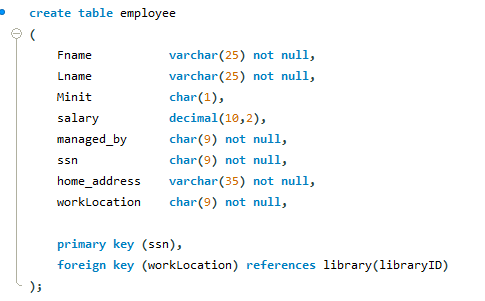 create table employee
(
Fname varchar(25) not null,
Lname varchar(25) not null,
Minit char(1),
salary decimal(10,2),
managed_by char(9) not null,
ssn char(9) not null,
home_address varchar(35) not null,
workLocation char(9) not null,
primary key (ssn),
foreign key (workLocation) references library(libraryID)
);